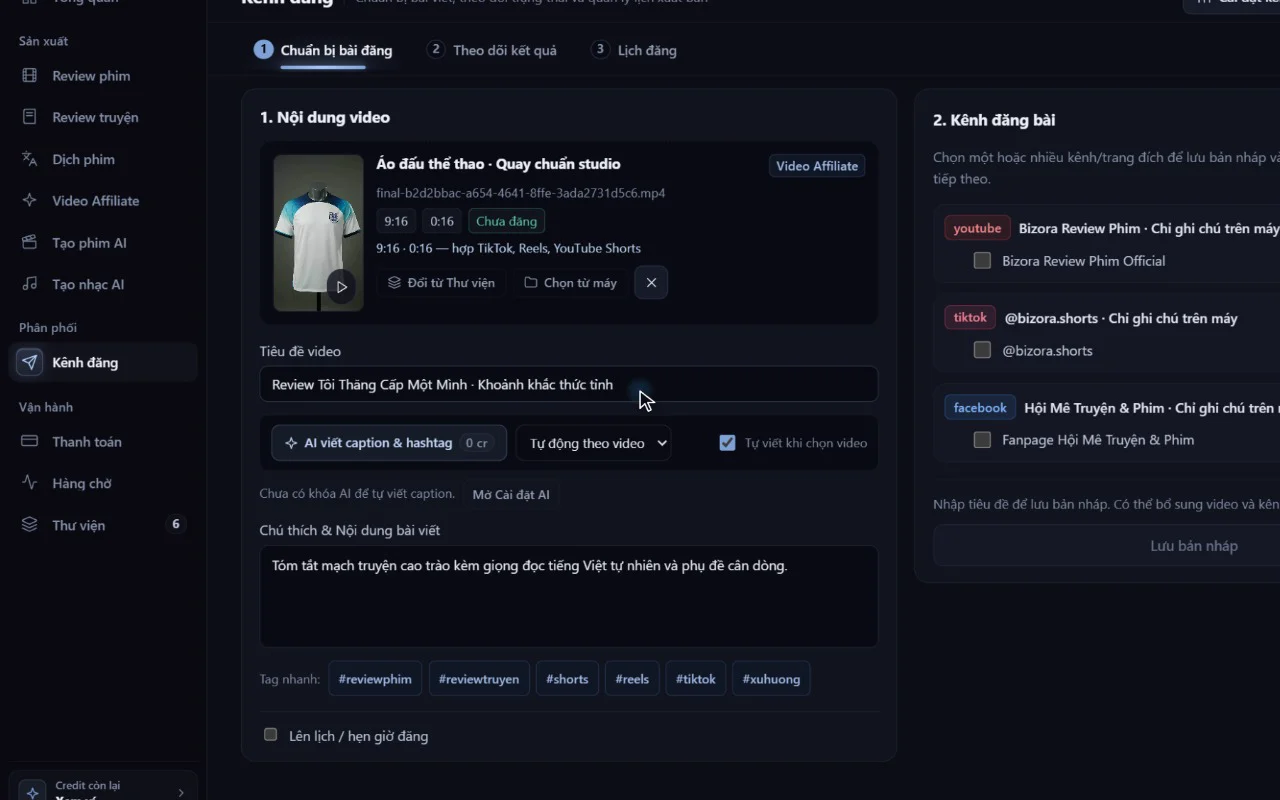 Sản xuất
Review phim
Review truyện
Dịch phim
Video Affiliate
Tạo phim AI
Tạo nhạc AI
Phân phối
Kênh đăng
Vận hành
Thanh toán
Hàng chờ
Thư viện 6
Credit còn lại
1 Chuẩn bị bài đăng
2 Theo dõi kết quả
3 Lịch đăng
1. Nội dung video
Áo đấu thể thao · Quay chuẩn studio
Video Affiliate
final-b2d2bbac-a654-4641-8ffe-3ada2731d5c6.mp4
9:16 0:16 Chưa đăng
9:16 · 0:16 — hợp TikTok, Reels, YouTube Shorts
Đổi từ Thư viện Chọn từ máy
Tiêu đề video
Review Tôi Thăng Cấp Một Mình · Khoảnh khắc thức tỉnh
AI viết caption & hashtag 0 cr Tự động theo video Tự viết khi chọn video
Chưa có khóa AI để tự viết caption. Mở Cài đặt AI
Chú thích & Nội dung bài viết
Tóm tắt mạch truyện cao trào kèm giọng đọc tiếng Việt tự nhiên và phụ đề cân dòng.
Tag nhanh: #reviewphim #reviewtruyen #shorts #reels #tiktok #xuhuong
Lên lịch / hẹn giờ đăng
2. Kênh đăng bài
Chọn một hoặc nhiều kênh/trang đích để lưu bản nháp và
tiếp theo.
youtube Bizora Review Phim · Chỉ ghi chú trên máy
Bizora Review Phim Official
tiktok @bizora.shorts · Chỉ ghi chú trên máy
@bizora.shorts
facebook Hội Mê Truyện & Phim · Chỉ ghi chú trên
Fanpage Hội Mê Truyện & Phim
Nhập tiêu đề để lưu bản nháp. Có thể bổ sung video và kên
Lưu bản nháp